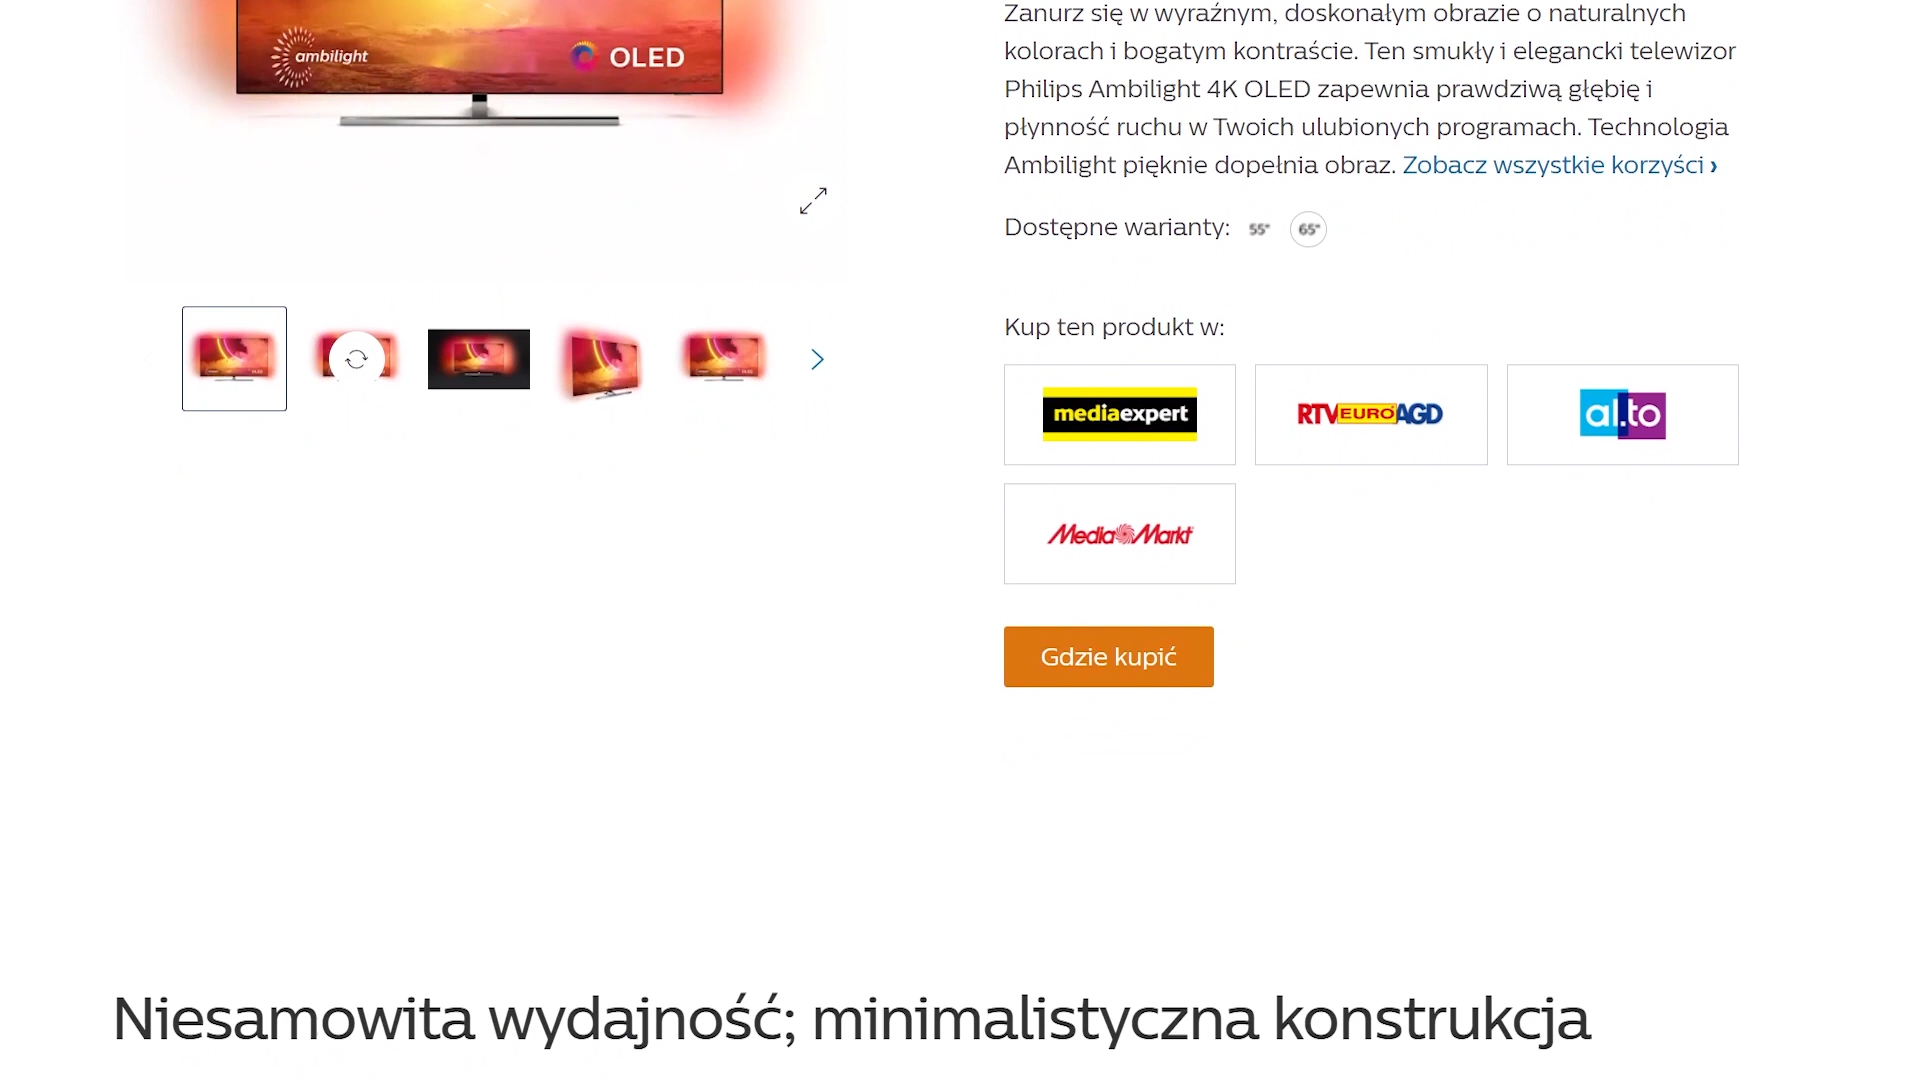 Zanurz się w wyraźnym, doskonałym obrazie o naturalnych
kolorach i bogatym kontraście. Ten smukły i elegancki telewizor
Philips Ambilight 4K OLED zapewnia prawdziwą głębię i
płynność ruchu w Twoich ulubionych programach. Technologia
Ambilight pięknie dopełnia obraz. Zobacz wszystkie korzyści ›
ambilight
OLED
Dostępne warianty: 55" 65"
Kup ten produkt w:
mediaexpert
RTV EURO AGD
al.to
Media Markt
Gdzie kupić
Niesamowita wydajność; minimalistyczna konstrukcja